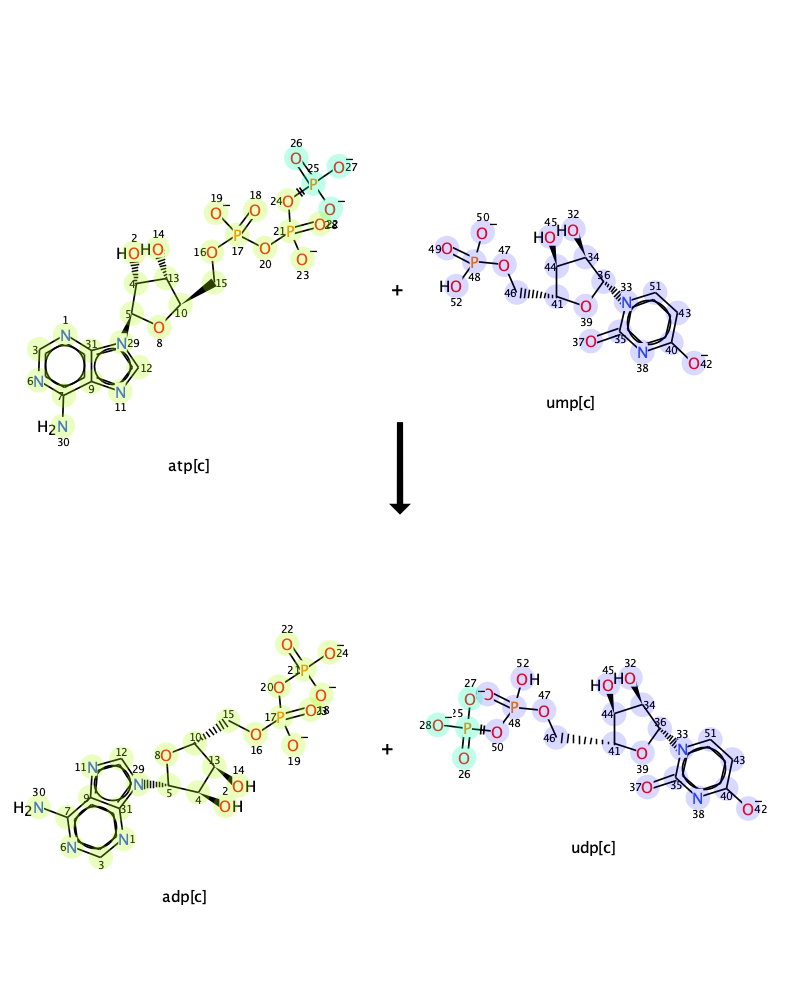 26
25
O
P
O
−
27
19
O
−
18
O
24
O
O
−
2
14
HO
HO
P
17
21
P
O
22
28
16
O
O
20
O
−
23
4
13
15
5
O
8
10
1
N
31
N
29
3
6
N
7
9
N
11
12
H2N
30
atp[c]
+
50
O
−
45
HO
32
HO
49
O
P
48
47
O
44
34
36
HO
52
46
41
O
39
33
N
51
43
37
O
35
N
38
40
O
−
42
ump[c]
22
O
21
P
O
−
24
20
O
O
−
23
17
P
O
18
15
16
O
O
−
19
8
O
10
13
14
OH
2
OH
4
5
12
11
N
29
N
30
H2N
7
9
31
6
N
N
1
3
adp[c]
+
52
OH
27
O
−
O
P
48
47
O
28
−
O
25
P
O
50
O
26
45
HO
32
HO
44
34
36
46
41
O
39
33
N
51
43
37
O
35
N
38
40
O
−
42
udp[c]